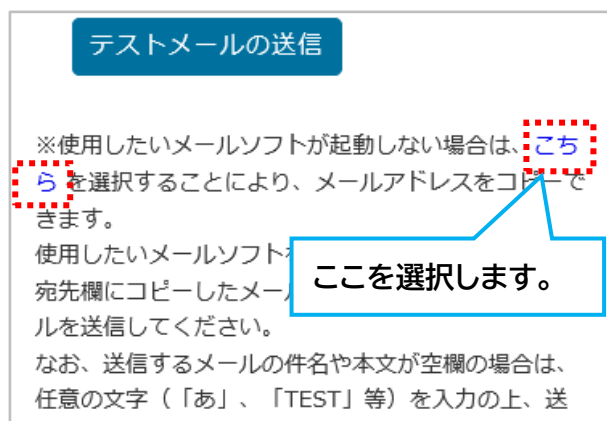 テストメールの送信
※使用したいメールソフトが起動しない場合は、こち
ら を選択することにより、メールアドレスをコピーで
きます。
使用したいメールソフト
宛先欄にコピーしたメー
ルを送信してください。
ここを選択します。
なお、送信するメールの件名や本文が空欄の場合は、
任意の文字（「あ」、「TEST」等）を入力の上、送